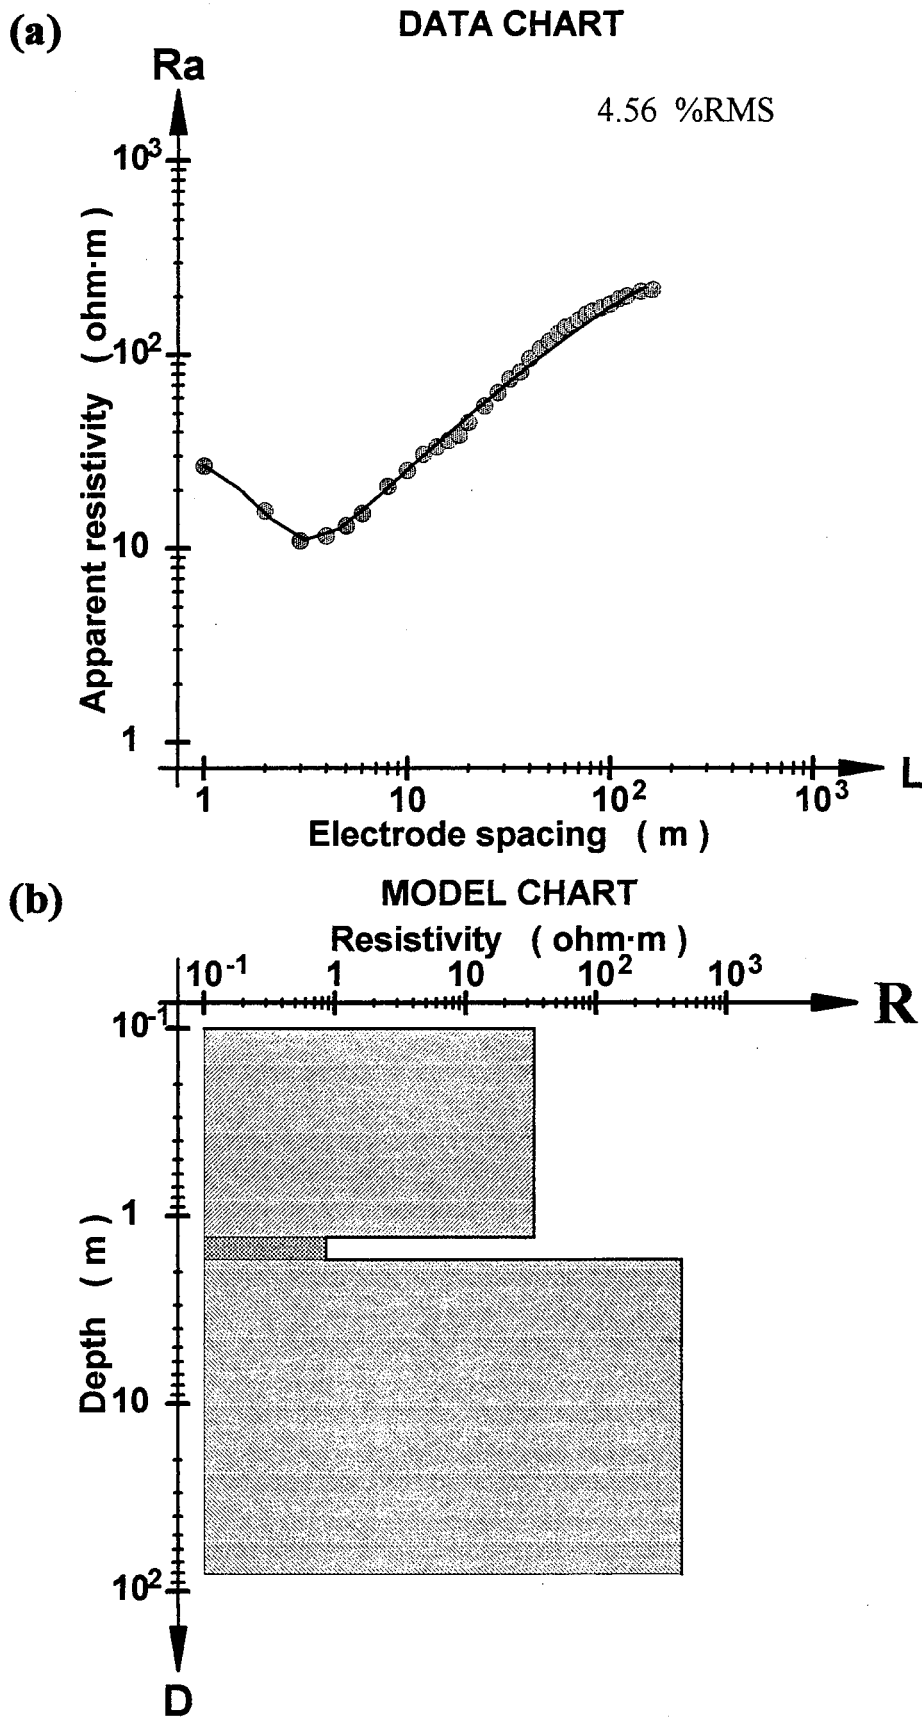 (a)
DATA CHART
Ra
4.56 %RMS
10³
10²
10
1
Apparent resistivity ( ohm·m )
1 10 10² 10³
L
Electrode spacing ( m )
(b)
MODEL CHART
Resistivity ( ohm·m )
10⁻¹ 1 10 10² 10³
R
10⁻¹
1
10
10²
Depth ( m )
D